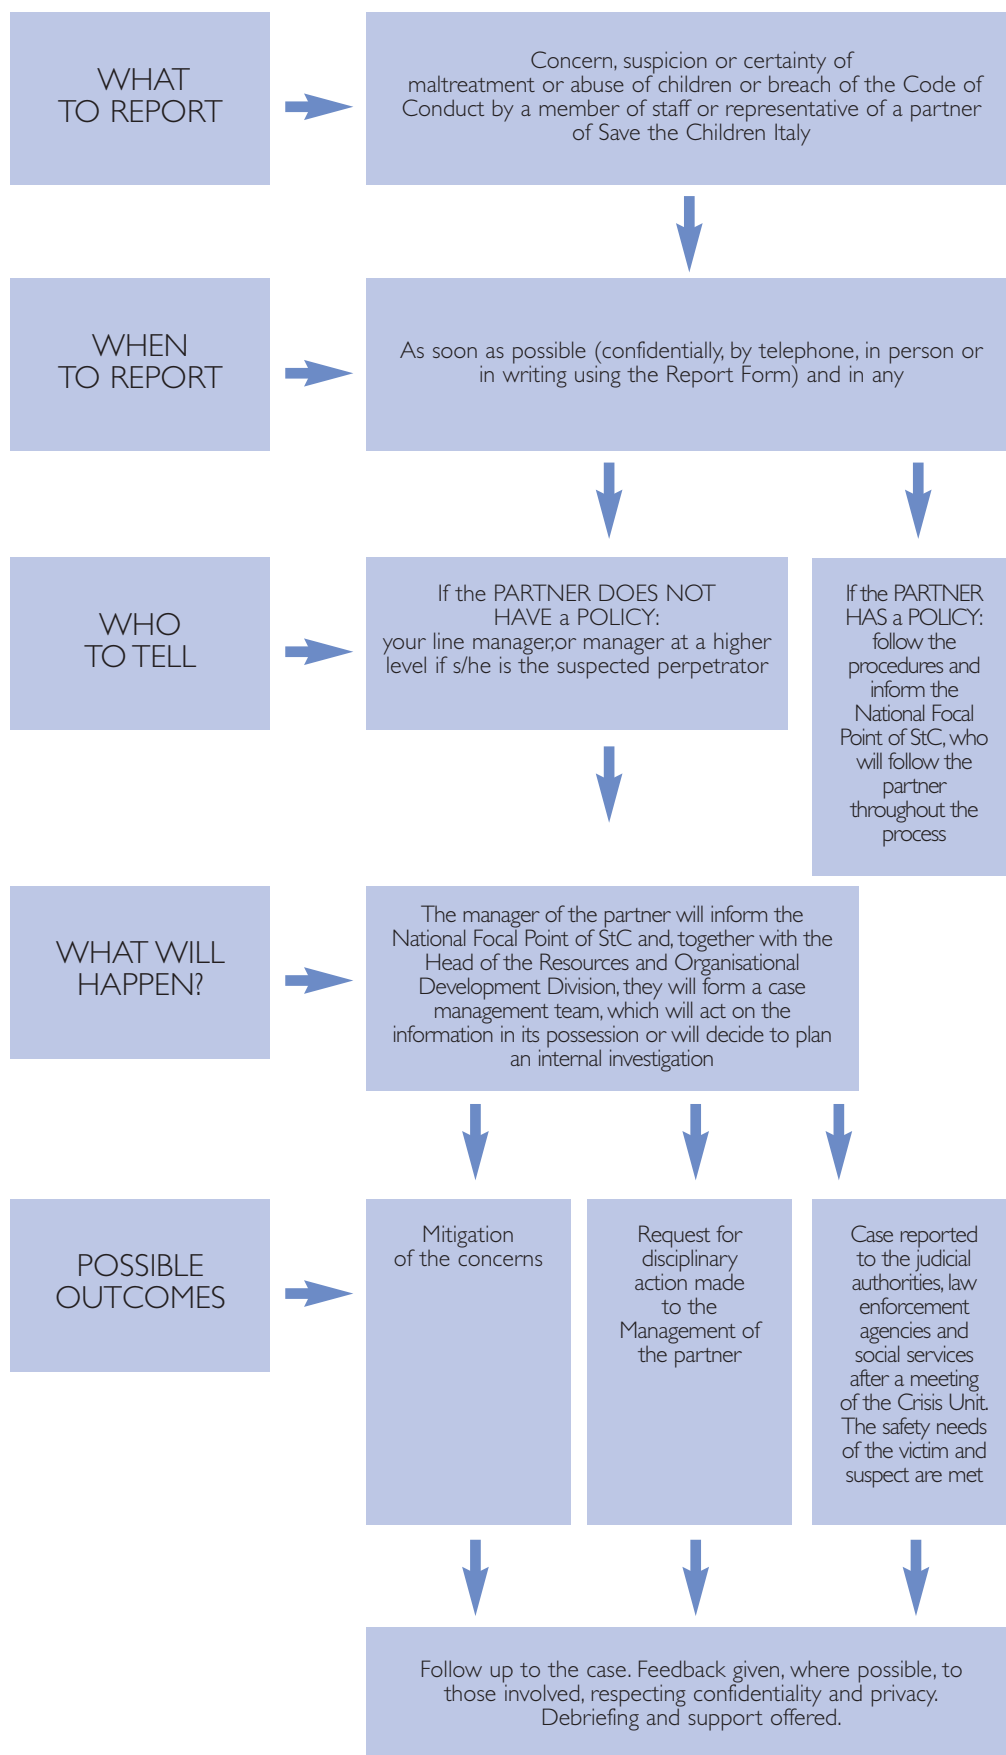 WHAT
TO REPORT
Concern, suspicion or certainty of
maltreatment or abuse of children or breach of the Code of
Conduct by a member of staff or representative of a partner
of Save the Children Italy
WHEN
TO REPORT
As soon as possible (confidentially, by telephone, in person or
in writing using the Report Form) and in any
WHO
TO TELL
If the PARTNER DOES NOT
HAVE a POLICY:
your line manager,or manager at a higher
level if s/he is the suspected perpetrator
If the PARTNER
HAS a POLICY:
follow the
procedures and
inform the
National Focal
Point of StC, who
will follow the
partner
throughout the
process
WHAT WILL
HAPPEN?
The manager of the partner will inform the
National Focal Point of StC and, together with the
Head of the Resources and Organisational
Development Division, they will form a case
management team, which will act on the
information in its possession or will decide to plan
an internal investigation
POSSIBLE
OUTCOMES
Mitigation
of the concerns
Request for
disciplinary
action made
to the
Management of
the partner
Case reported
to the judicial
authorities, law
enforcement
agencies and
social services
after a meeting
of the Crisis Unit.
The safety needs
of the victim and
suspect are met
Follow up to the case. Feedback given, where possible, to
those involved, respecting confidentiality and privacy.
Debriefing and support offered.